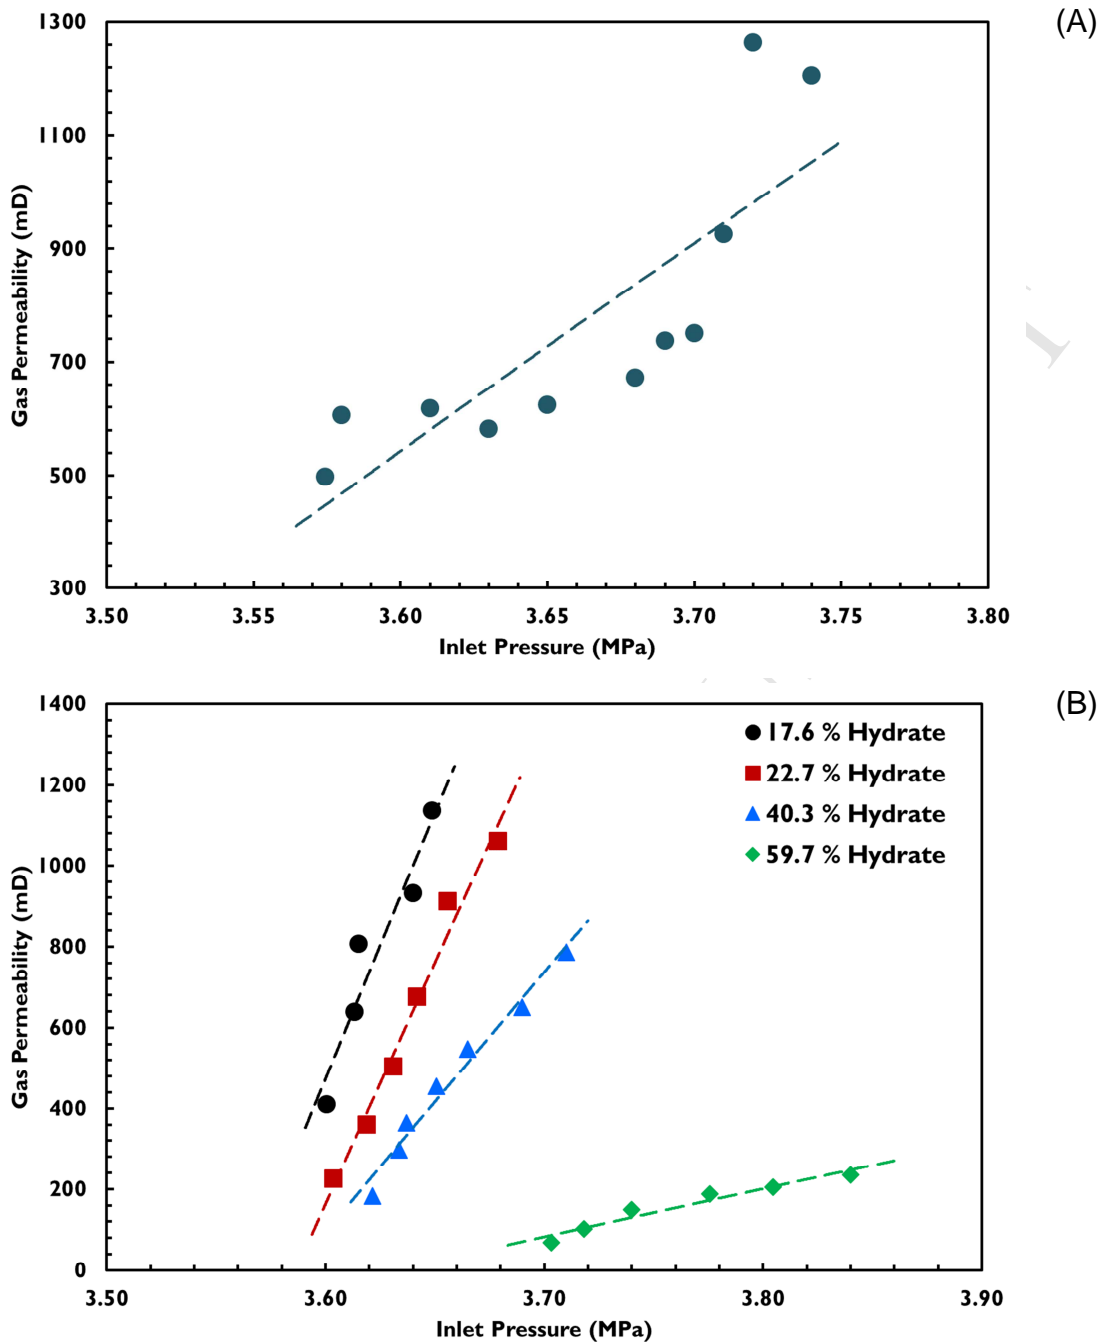 (A)
1300
1100
900
700
500
300
Gas Permeability (mD)
3.50 3.55 3.60 3.65 3.70 3.75 3.80
Inlet Pressure (MPa)
(B)
1400
1200
1000
800
600
400
200
0
Gas Permeability (mD)
17.6 % Hydrate
22.7 % Hydrate
40.3 % Hydrate
59.7 % Hydrate
3.50 3.60 3.70 3.80 3.90
Inlet Pressure (MPa)